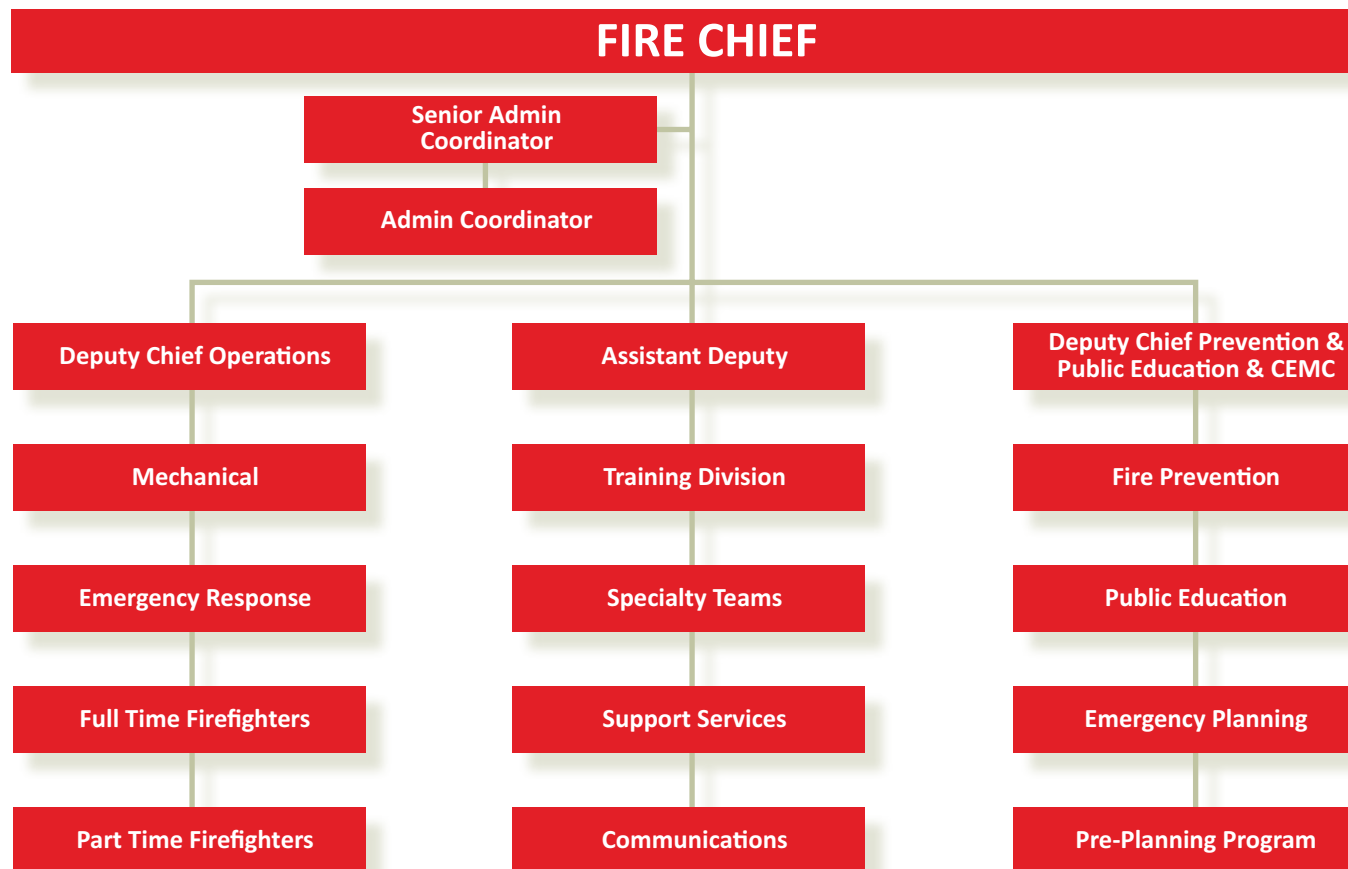 FIRE CHIEF
Senior Admin
Coordinator
Admin Coordinator
Deputy Chief Operations
Assistant Deputy
Deputy Chief Prevention &
Public Education & CEMC
Mechanical
Training Division
Fire Prevention
Emergency Response
Specialty Teams
Public Education
Full Time Firefighters
Support Services
Emergency Planning
Part Time Firefighters
Communications
Pre-Planning Program